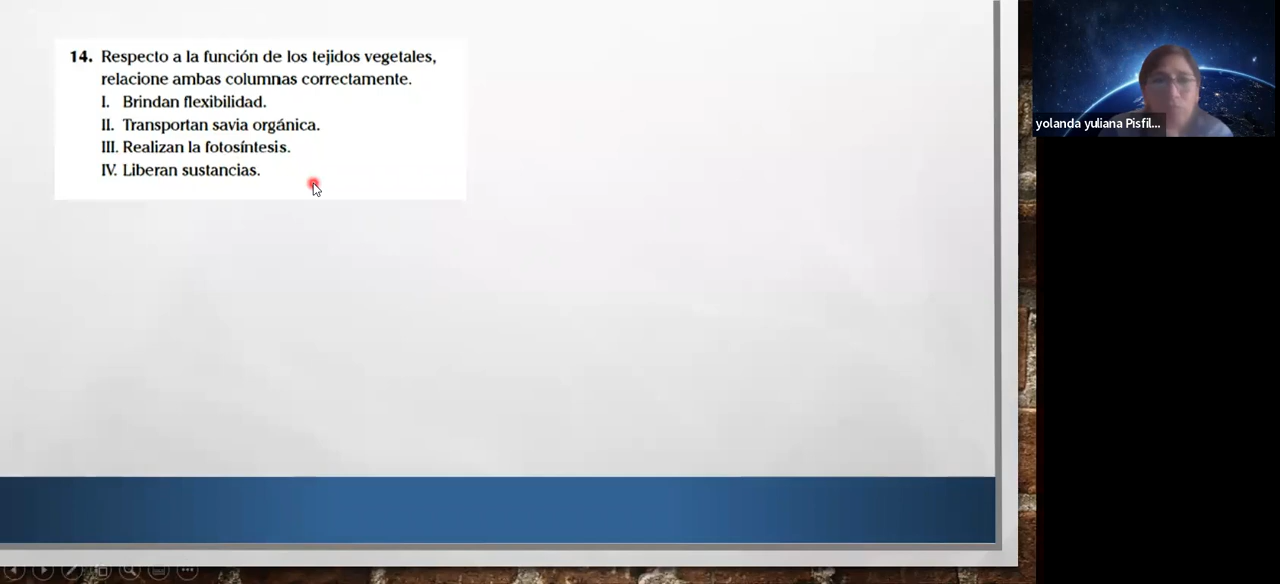 14. Respecto a la función de los tejidos vegetales,
relacione ambas columnas correctamente.
I. Brindan flexibilidad.
II. Transportan savia orgánica.
III. Realizan la fotosíntesis.
IV. Liberan sustancias.
yolanda yuliana Pisfil...